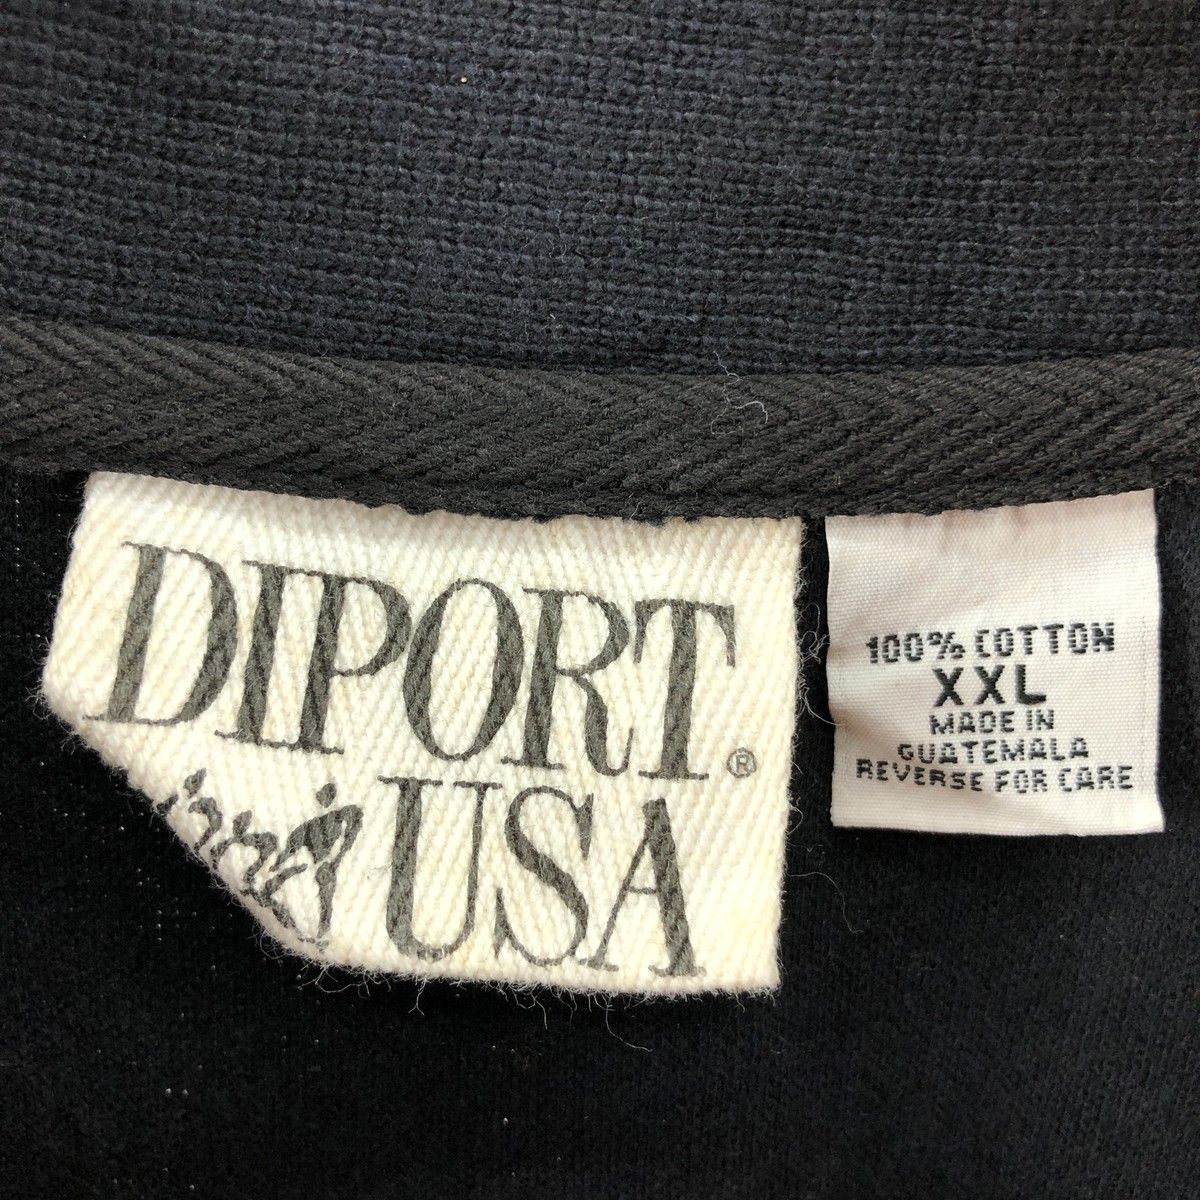 DIPORT®
USA
100% COTTON
XXL
MADE IN
GUATEMALA
REVERSE FOR CARE